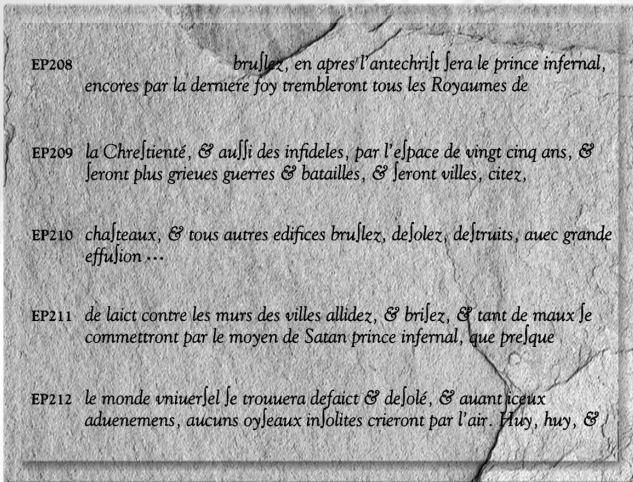 EP208 bruſlez, en apres l'antechriſt ſera le prince infernal,
encores par la derniere foy trembleront tous les Royaumes de
EP209 la Chreſtienté, & auſſi des infideles, par l'eſpace de vingt cinq ans, &
ſeront plus grieues guerres & batailles, & ſeront villes, citez,
EP210 chaſteaux, & tous autres edifices bruſlez, deſolez, deſtruits, auec grande
effuſion •••
EP211 de laict contre les murs des villes allidez, & briſez, & tant de maux ſe
commettront par le moyen de Satan prince infernal, que preſque
EP212 le monde vniuerſel ſe trouuera defaict & deſolé, & auant iceux
aduenemens, aucuns oyſeaux inſolites crieront par l'air. Huy, huy, &